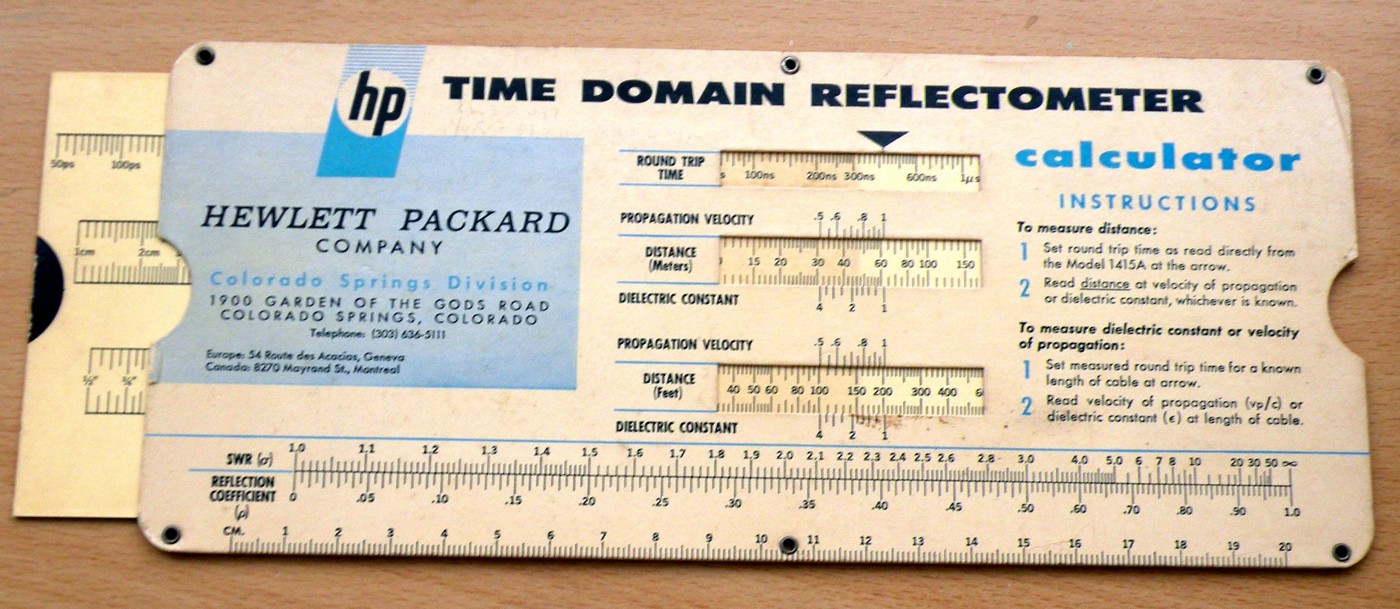 hp TIME DOMAIN REFLECTOMETER
calculator
HEWLETT PACKARD
COMPANY
Colorado Springs Division
1900 GARDEN OF THE GODS ROAD
COLORADO SPRINGS, COLORADO
Telephone: (303) 636-5111
Europe: 54 Route des Acacias, Geneva
Canada: 8270 Mayrand St., Montreal
50ps 100ps
1cm 2cm
½" ¾"
ROUND TRIP
TIME
s 100ns 200ns 300ns 600ns 1μs
PROPAGATION VELOCITY .5 .6 .8 1
DISTANCE
(Meters)
15 20 30 40 60 80 100 150
DIELECTRIC CONSTANT 4 2 1
PROPAGATION VELOCITY .5 .6 .8 1
DISTANCE
(Feet)
40 50 60 80 100 150 200 300 400 6
DIELECTRIC CONSTANT 4 2 1
INSTRUCTIONS
To measure distance:
1 Set round trip time as read directly from
the Model 1415A at the arrow.
2 Read distance at velocity of propagation
or dielectric constant, whichever is known.
To measure dielectric constant or velocity
of propagation:
1 Set measured round trip time for a known
length of cable at arrow.
2 Read velocity of propagation (vp/c) or
dielectric constant (ϵ) at length of cable.
SWR (σ) 1.0 1.1 1.2 1.3 1.4 1.5 1.6 1.7 1.8 1.9 2.0 2.1 2.2 2.3 2.4 2.5 2.6 2.8 3.0 4.0 5.0 6 7 8 10 20 30 50 ∞
REFLECTION
COEFFICIENT
(ρ)
0 .05 .10 .15 .20 .25 .30 .35 .40 .45 .50 .60 .70 .80 .90 1.0
CM. 1 2 3 4 5 6 7 8 9 10 11 12 13 14 15 16 17 18 19 20